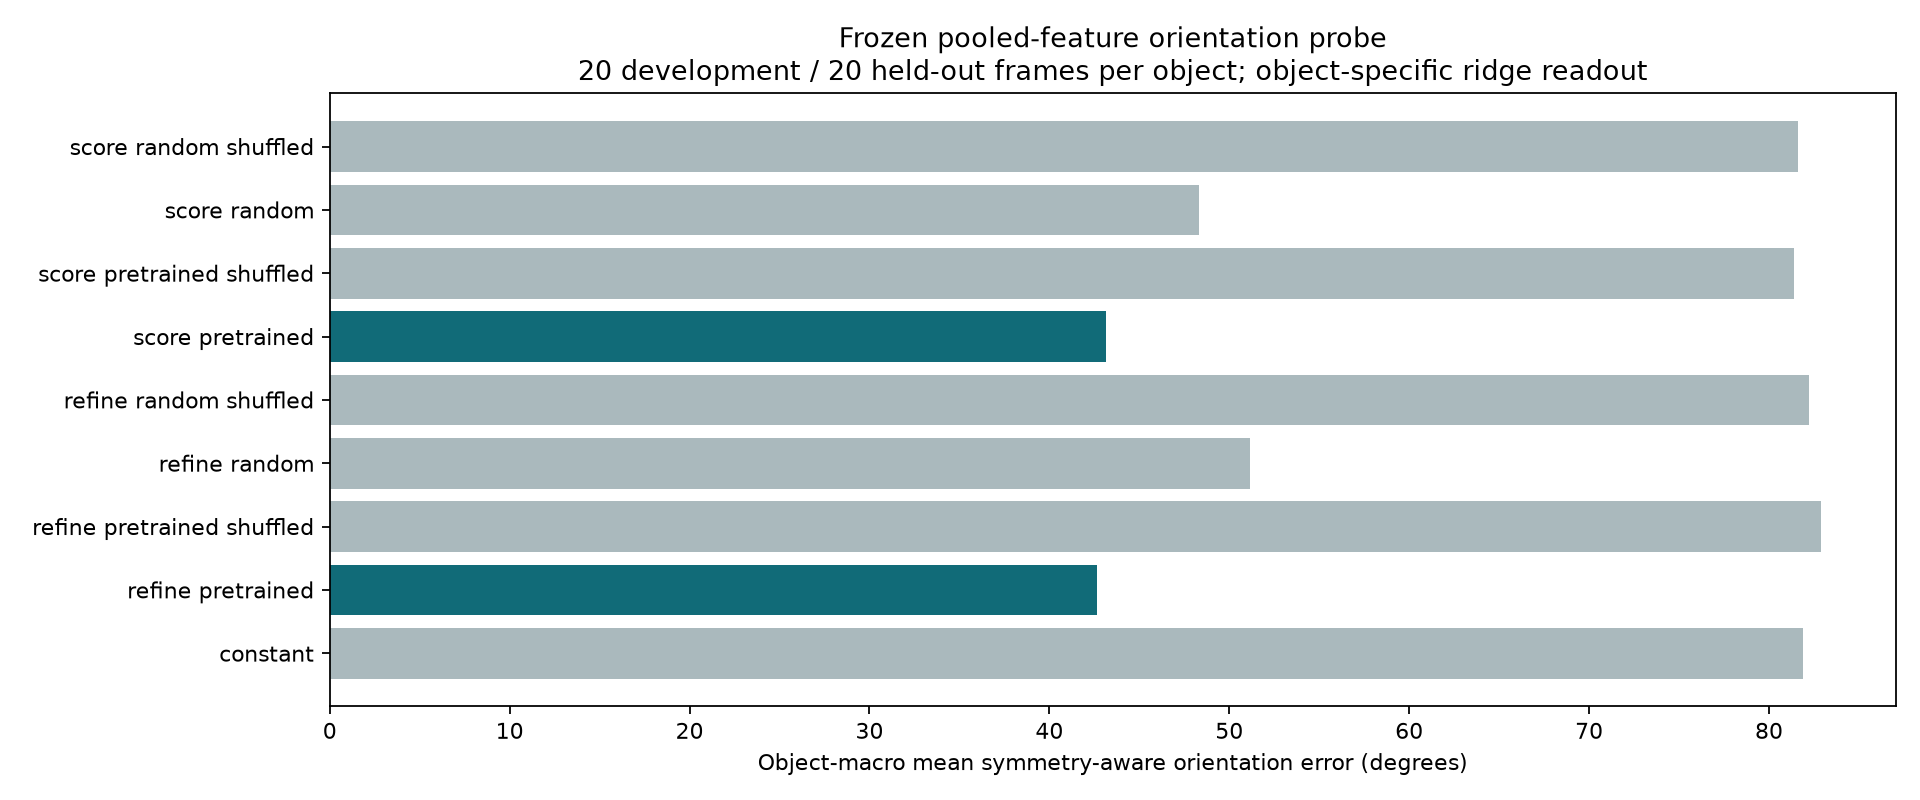 Frozen pooled-feature orientation probe
20 development / 20 held-out frames per object; object-specific ridge readout
score random shuffled
score random
score pretrained shuffled
score pretrained
refine random shuffled
refine random
refine pretrained shuffled
refine pretrained
constant
0 10 20 30 40 50 60 70 80
Object-macro mean symmetry-aware orientation error (degrees)